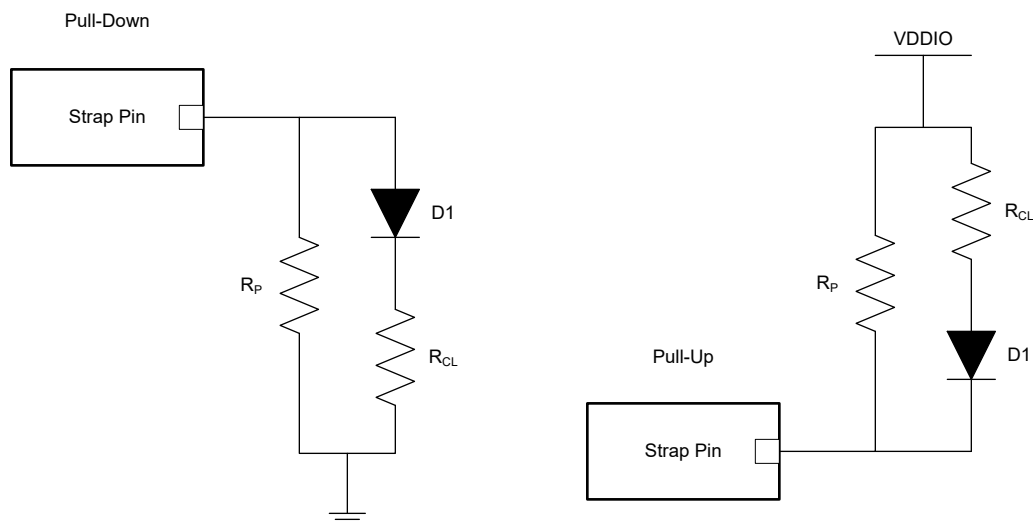 Pull-Down
Strap Pin
D1
RP
RCL
VDDIO
RCL
RP
D1
Pull-Up
Strap Pin